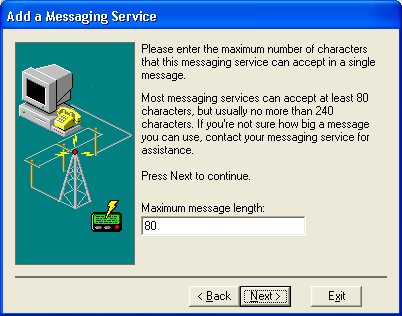 Add a Messaging Service
Please enter the maximum number of characters
that this messaging service can accept in a single
message.
Most messaging services can accept at least 80
characters, but usually no more than 240
characters. If you're not sure how big a message
you can use, contact your messaging service for
assistance.
Press Next to continue.
Maximum message length:
80
< Back Next > Exit